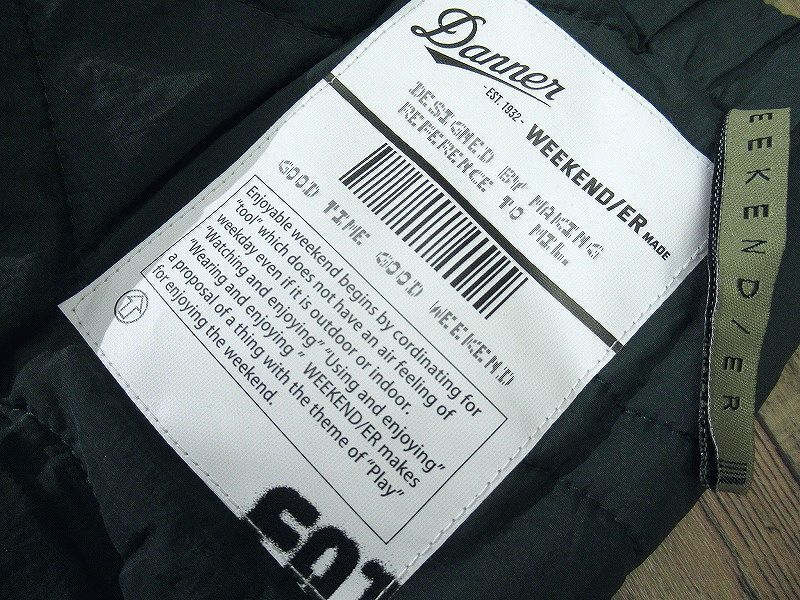 Danner
-EST. 1932-
WEEKEND/ER MADE
DESIGNED BY MAKING
REFERENCE TO MIL.
GOOD TIME GOOD WEEKEND
Enjoyable weekend begins by cordinating for
"tool" which does not have an air feeling of
weekday even if it is outdoor or indoor.
"Watching and enjoying" "Using and enjoying"
"Wearing and enjoying " WEEKEND/ER makes
a proposal of a thing with the theme of "Play"
for enjoying the weekend.
EEKEND/ER